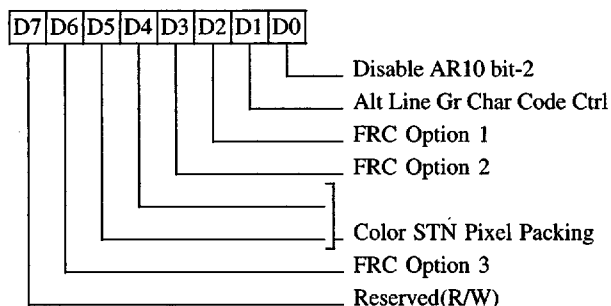 D7 D6 D5 D4 D3 D2 D1 D0
Disable AR10 bit-2
Alt Line Gr Char Code Ctrl
FRC Option 1
FRC Option 2
Color STN Pixel Packing
FRC Option 3
Reserved(R/W)